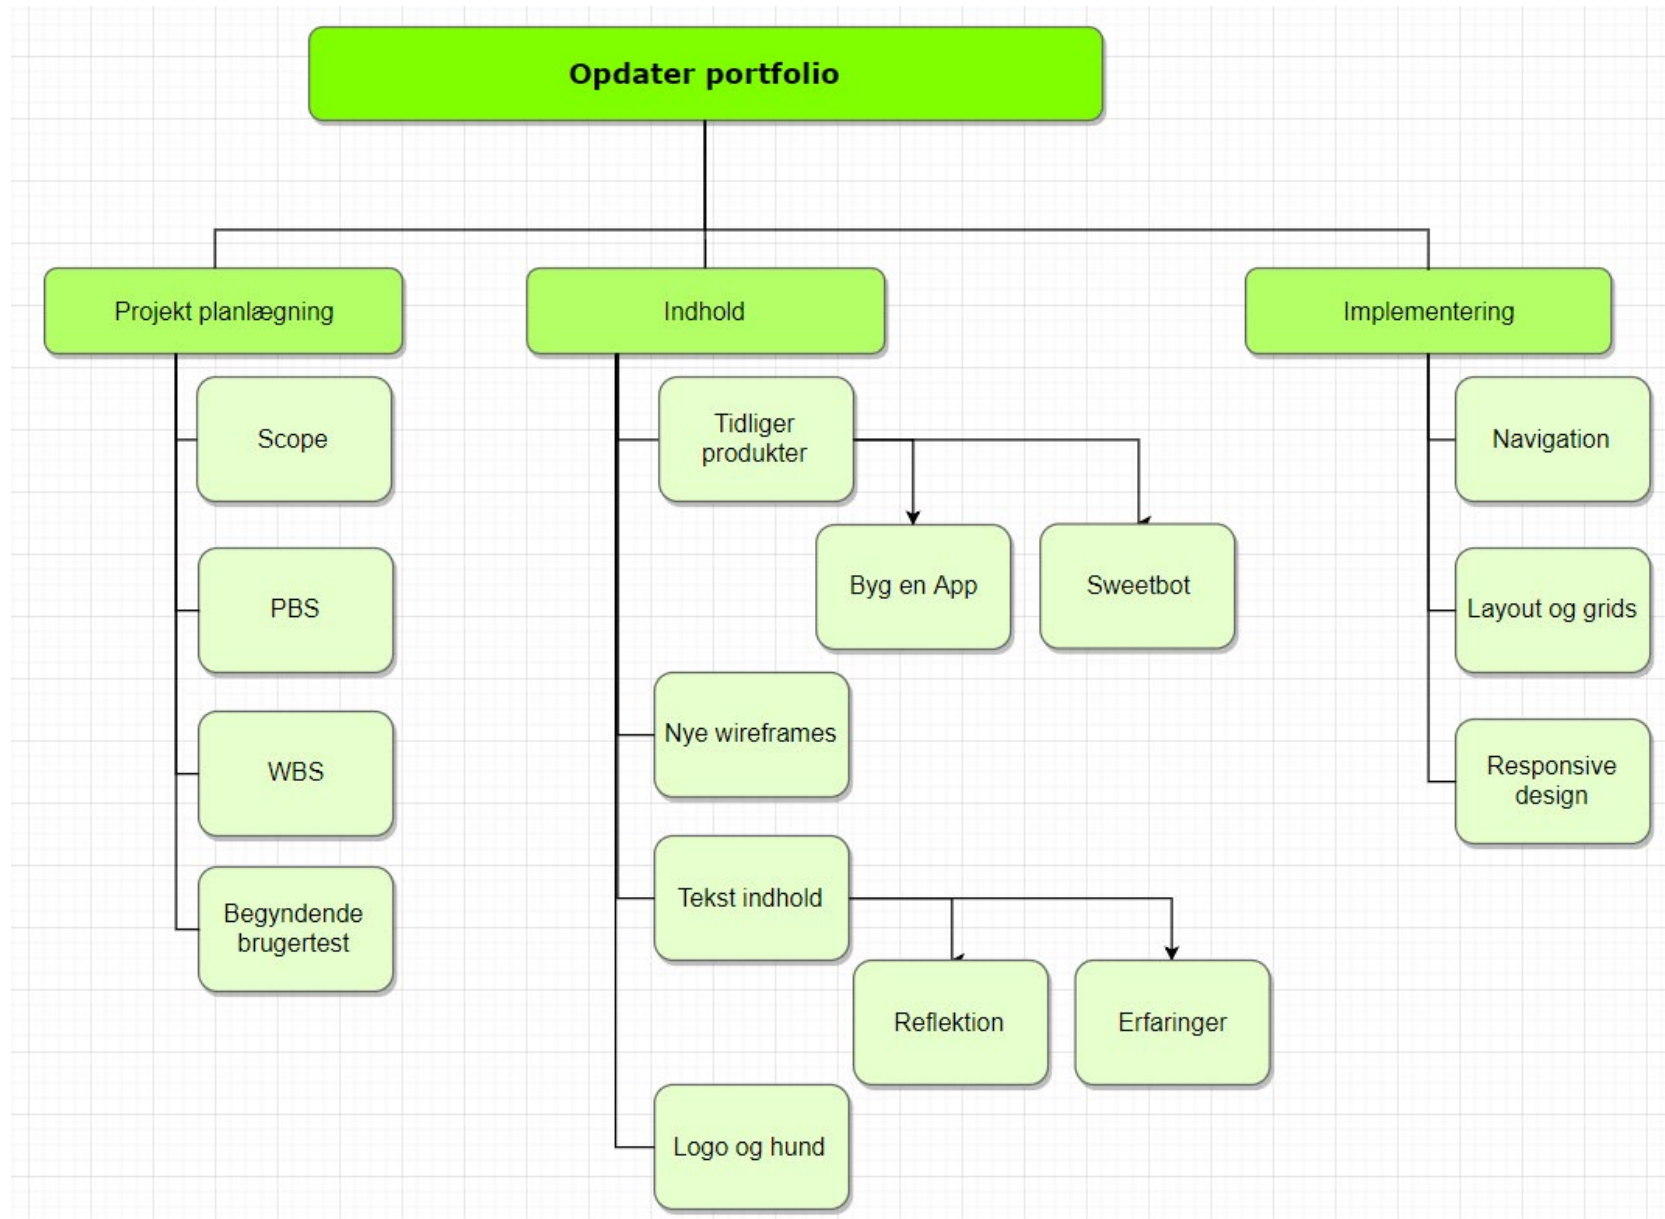 Opdater portfolio
Projekt planlægning
Indhold
Implementering
Scope
Tidliger
produkter
Navigation
Byg en App
Sweetbot
PBS
Layout og grids
Nye wireframes
WBS
Responsive
design
Tekst indhold
Begyndende
brugertest
Reflektion
Erfaringer
Logo og hund